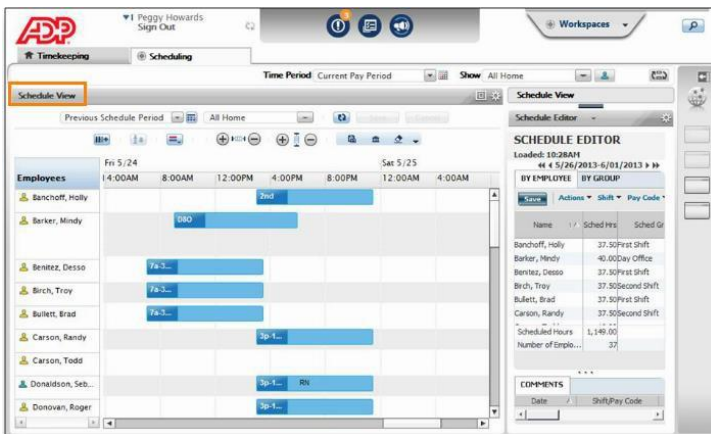 ADP
Peggy Howards
Sign Out
Workspaces
Timekeeping
Scheduling
Time Period Current Pay Period Show All Home
Schedule View
Schedule View
Previous Schedule Period All Home
Schedule Editor
SCHEDULE EDITOR
Loaded: 10:28AM
5/26/2013-6/01/2013
BY EMPLOYEE BY GROUP
Save Actions Shift Pay Code
Fri 5/24 Sat 5/25
Employees 4:00AM 8:00AM 12:00PM 4:00PM 8:00PM 12:00AM 4:00AM
Banchoff, Holly 2nd
Barker, Mindy D8O
Benitez, Desso 7a-3...
Birch, Troy 7a-3...
Bullett, Brad 7a-3...
Carson, Randy 3p-1...
Carson, Todd
Donaldson, Seb... 3p-1... RN
Donovan, Roger 3p-1...
Name Sched Hrs Sched Gr
Banchoff, Holly 37.50 First Shift
Barker, Mindy 40.00 Day Office
Benitez, Desso 37.50 First Shift
Birch, Troy 37.50 Second Shift
Bullett, Brad 37.50 First Shift
Carson, Randy 37.50 Second Shift
Scheduled Hours 1,149.00
Number of Emplo... 37
COMMENTS
Date Shift/Pay Code